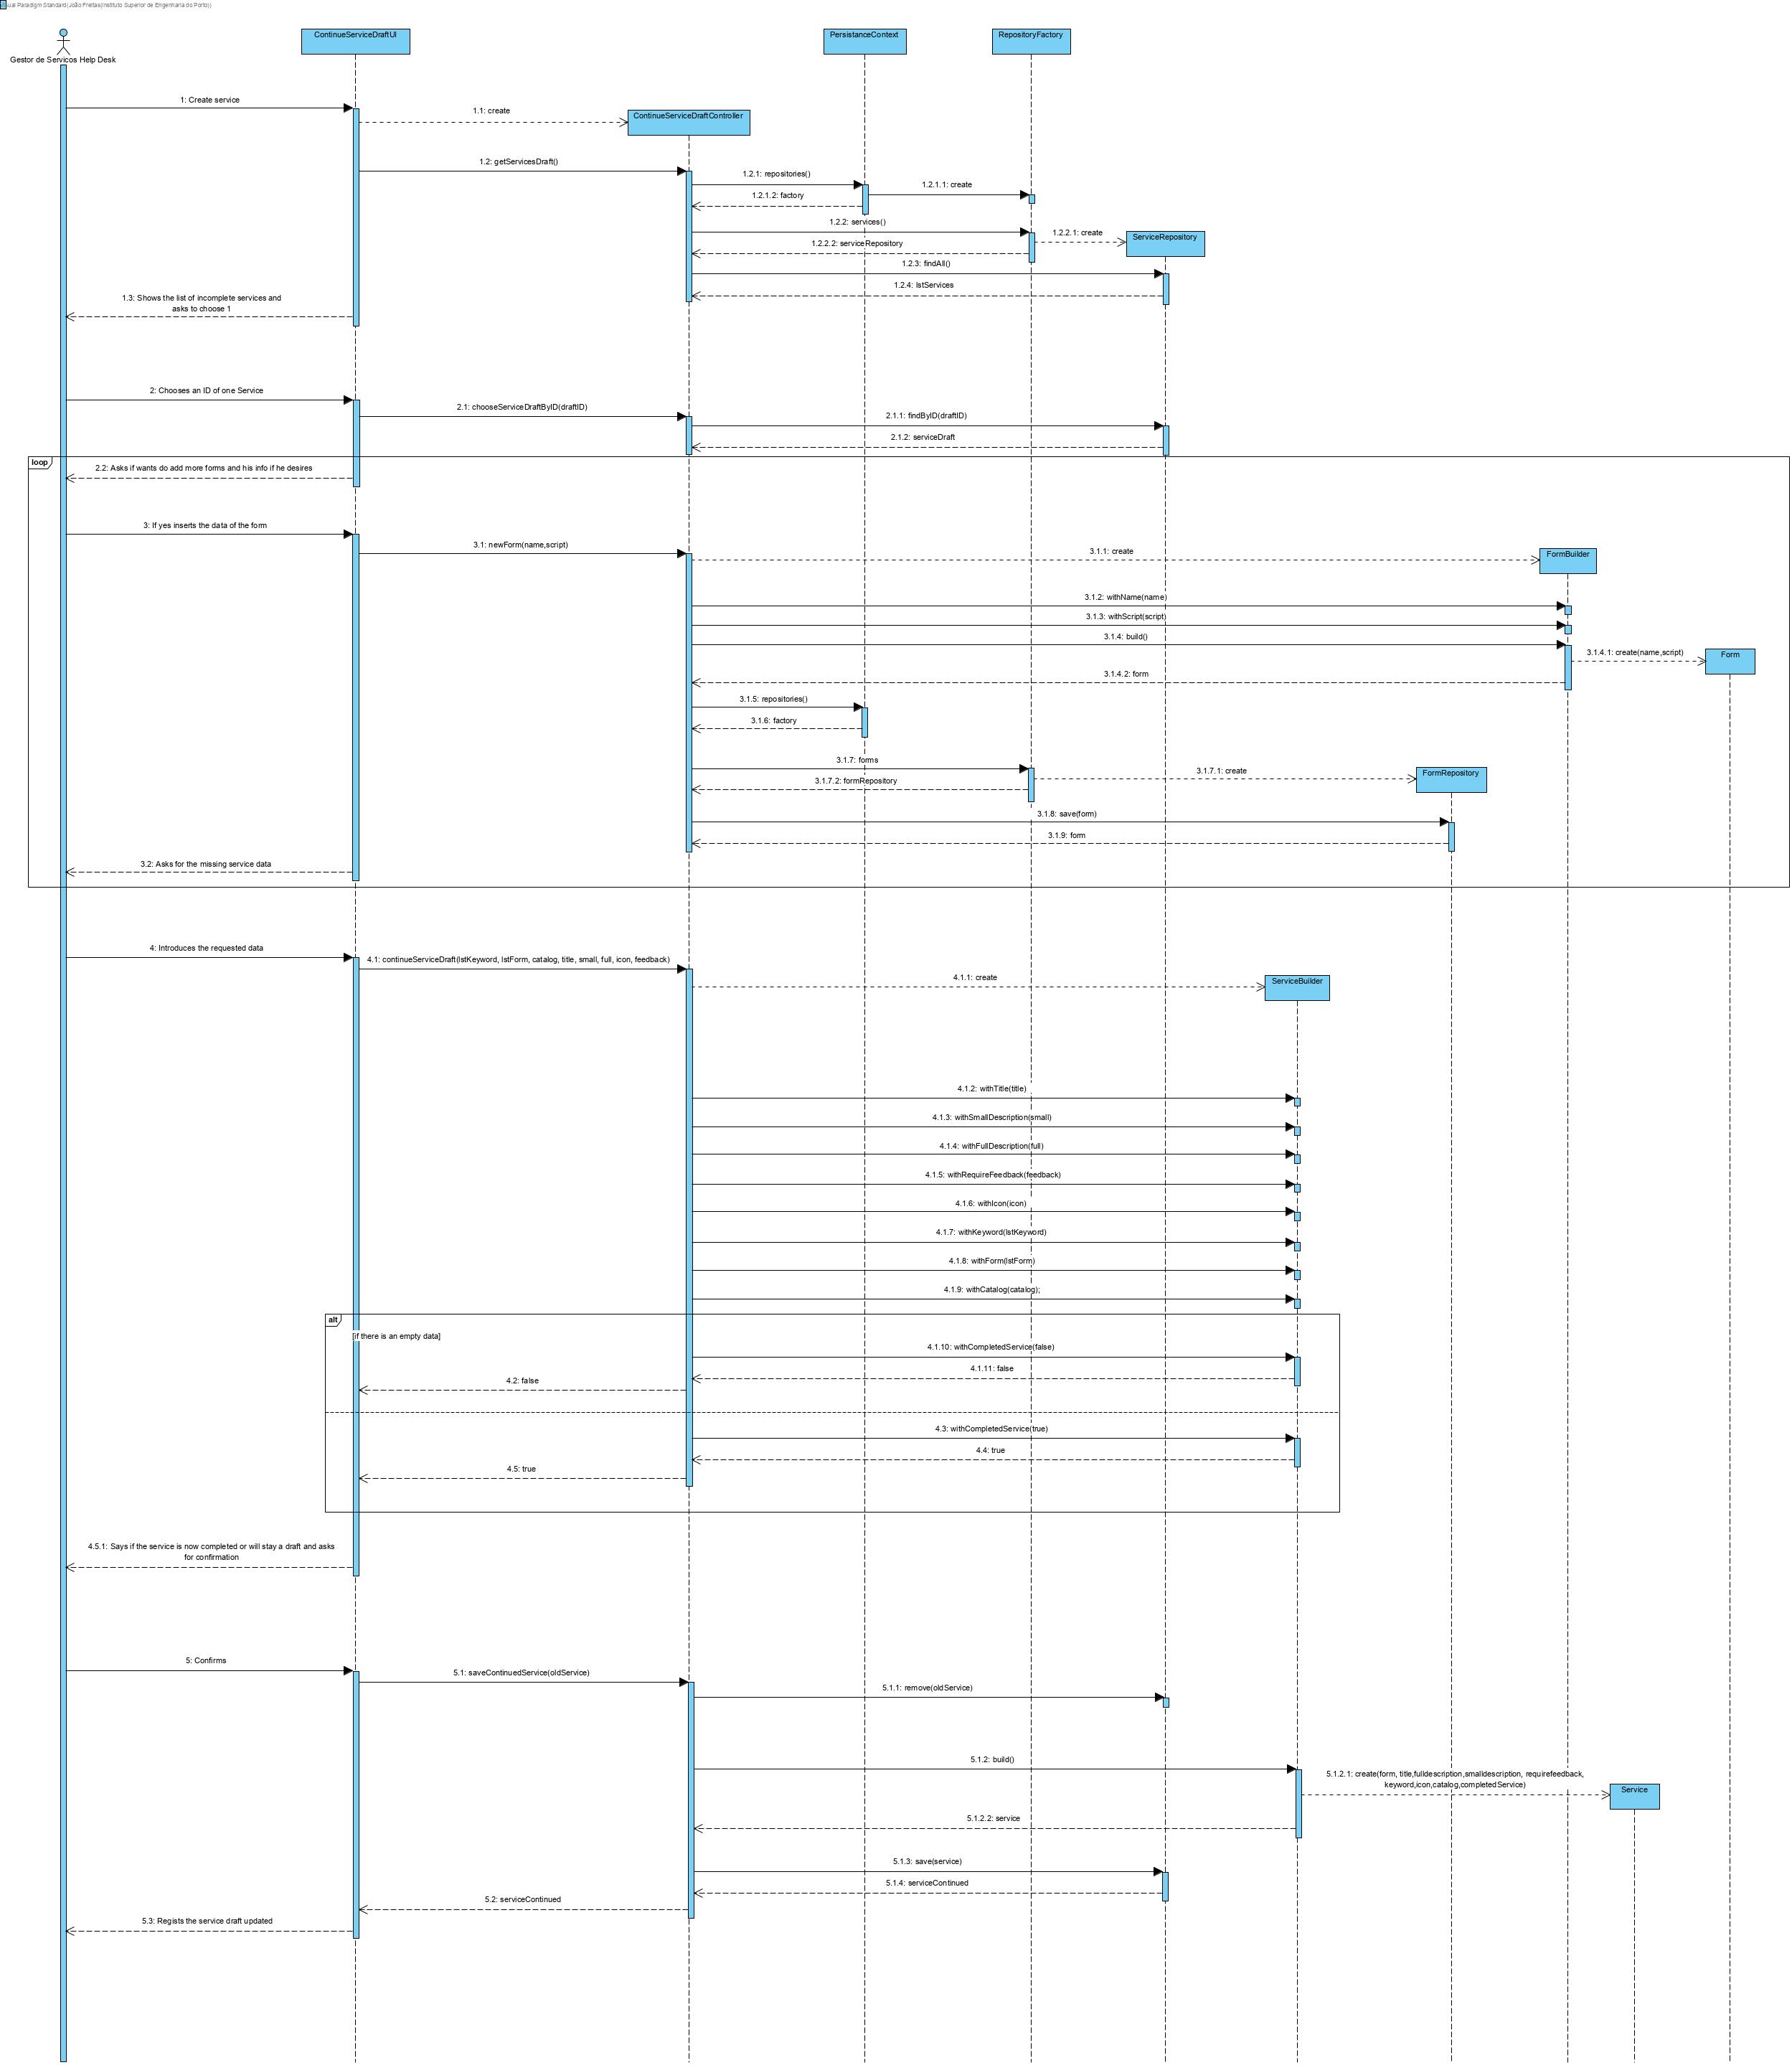 ual Paradigm Standard(João Freitas(Instituto Superior de Engenharia do Porto))
Gestor de Servicos Help Desk
ContinueServiceDraftUI
PersistanceContext
RepositoryFactory
1: Create service
1.1: create
ContinueServiceDraftController
1.2: getServicesDraft()
1.2.1: repositories()
1.2.1.1: create
1.2.1.2: factory
1.2.2: services()
1.2.2.1: create
ServiceRepository
1.2.2.2: serviceRepository
1.2.3: findAll()
1.2.4: lstServices
1.3: Shows the list of incomplete services and
asks to choose 1
2: Chooses an ID of one Service
2.1: chooseServiceDraftByID(draftID)
2.1.1: findByID(draftID)
2.1.2: serviceDraft
loop
2.2: Asks if wants do add more forms and his info if he desires
3: If yes inserts the data of the form
3.1: newForm(name,script)
3.1.1: create
FormBuilder
3.1.2: withName(name)
3.1.3: withScript(script)
3.1.4: build()
3.1.4.1: create(name,script)
Form
3.1.4.2: form
3.1.5: repositories()
3.1.6: factory
3.1.7: forms
3.1.7.1: create
FormRepository
3.1.7.2: formRepository
3.1.8: save(form)
3.1.9: form
3.2: Asks for the missing service data
4: Introduces the requested data
4.1: continueServiceDraft(lstKeyword, lstForm, catalog, title, small, full, icon, feedback)
4.1.1: create
ServiceBuilder
4.1.2: withTitle(title)
4.1.3: withSmallDescription(small)
4.1.4: withFullDescription(full)
4.1.5: withRequireFeedback(feedback)
4.1.6: withIcon(icon)
4.1.7: withKeyword(lstKeyword)
4.1.8: withForm(lstForm)
4.1.9: withCatalog(catalog);
alt
[if there is an empty data]
4.1.10: withCompletedService(false)
4.1.11: false
4.2: false
4.3: withCompletedService(true)
4.4: true
4.5: true
4.5.1: Says if the service is now completed or will stay a draft and asks
for confirmation
5: Confirms
5.1: saveContinuedService(oldService)
5.1.1: remove(oldService)
5.1.2: build()
5.1.2.1: create(form, title,fulldescription,smalldescription, requirefeedback,
keyword,icon,catalog,completedService)
Service
5.1.2.2: service
5.1.3: save(service)
5.1.4: serviceContinued
5.2: serviceContinued
5.3: Regists the service draft updated